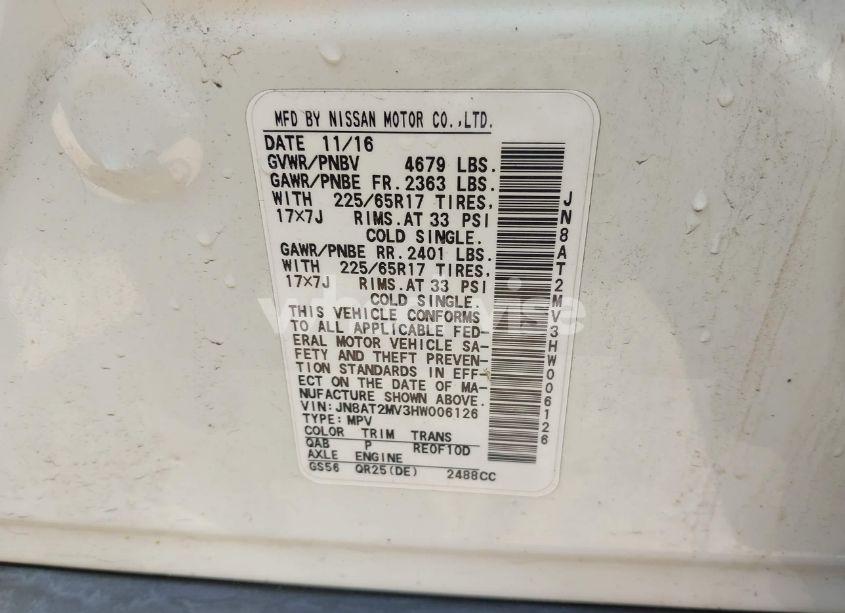 MFD BY NISSAN MOTOR CO.,LTD.
DATE 11/16
GVWR/PNBV 4679 LBS.
GAWR/PNBE FR. 2363 LBS.
WITH 225/65R17 TIRES,
17×7J RIMS. AT 33 PSI
COLD SINGLE.
GAWR/PNBE RR. 2401 LBS.
WITH 225/65R17 TIRES,
17×7J RIMS. AT 33 PSI
COLD SINGLE.
THIS VEHICLE CONFORMS
TO ALL APPLICABLE FED-
ERAL MOTOR VEHICLE SA-
FETY AND THEFT PREVEN-
TION STANDARDS IN EFF-
ECT ON THE DATE OF MA-
NUFACTURE SHOWN ABOVE.
VIN: JN8AT2MV3HW006126
TYPE: MPV
COLOR TRIM TRANS
QAB P RE0F10D
AXLE ENGINE
GS56 QR25(DE) 2488CC
JN8AT2MV3HW006126